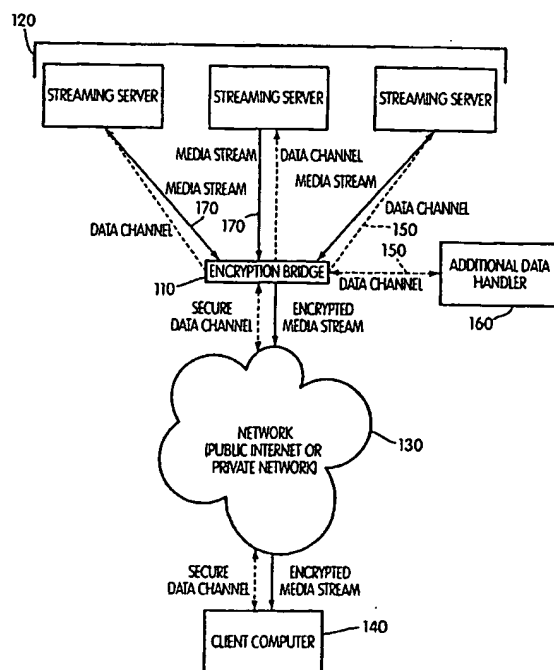 120
STREAMING SERVER
STREAMING SERVER
STREAMING SERVER
MEDIA STREAM
DATA CHANNEL
MEDIA STREAM
170
MEDIA STREAM
DATA CHANNEL
170
DATA CHANNEL
150
150
110
ENCRYPTION BRIDGE
DATA CHANNEL
ADDITIONAL DATA
HANDLER
160
SECURE
DATA CHANNEL
ENCRYPTED
MEDIA STREAM
NETWORK
(PUBLIC INTERNET OR
PRIVATE NETWORK)
130
SECURE
DATA CHANNEL
ENCRYPTED
MEDIA STREAM
CLIENT COMPUTER
140